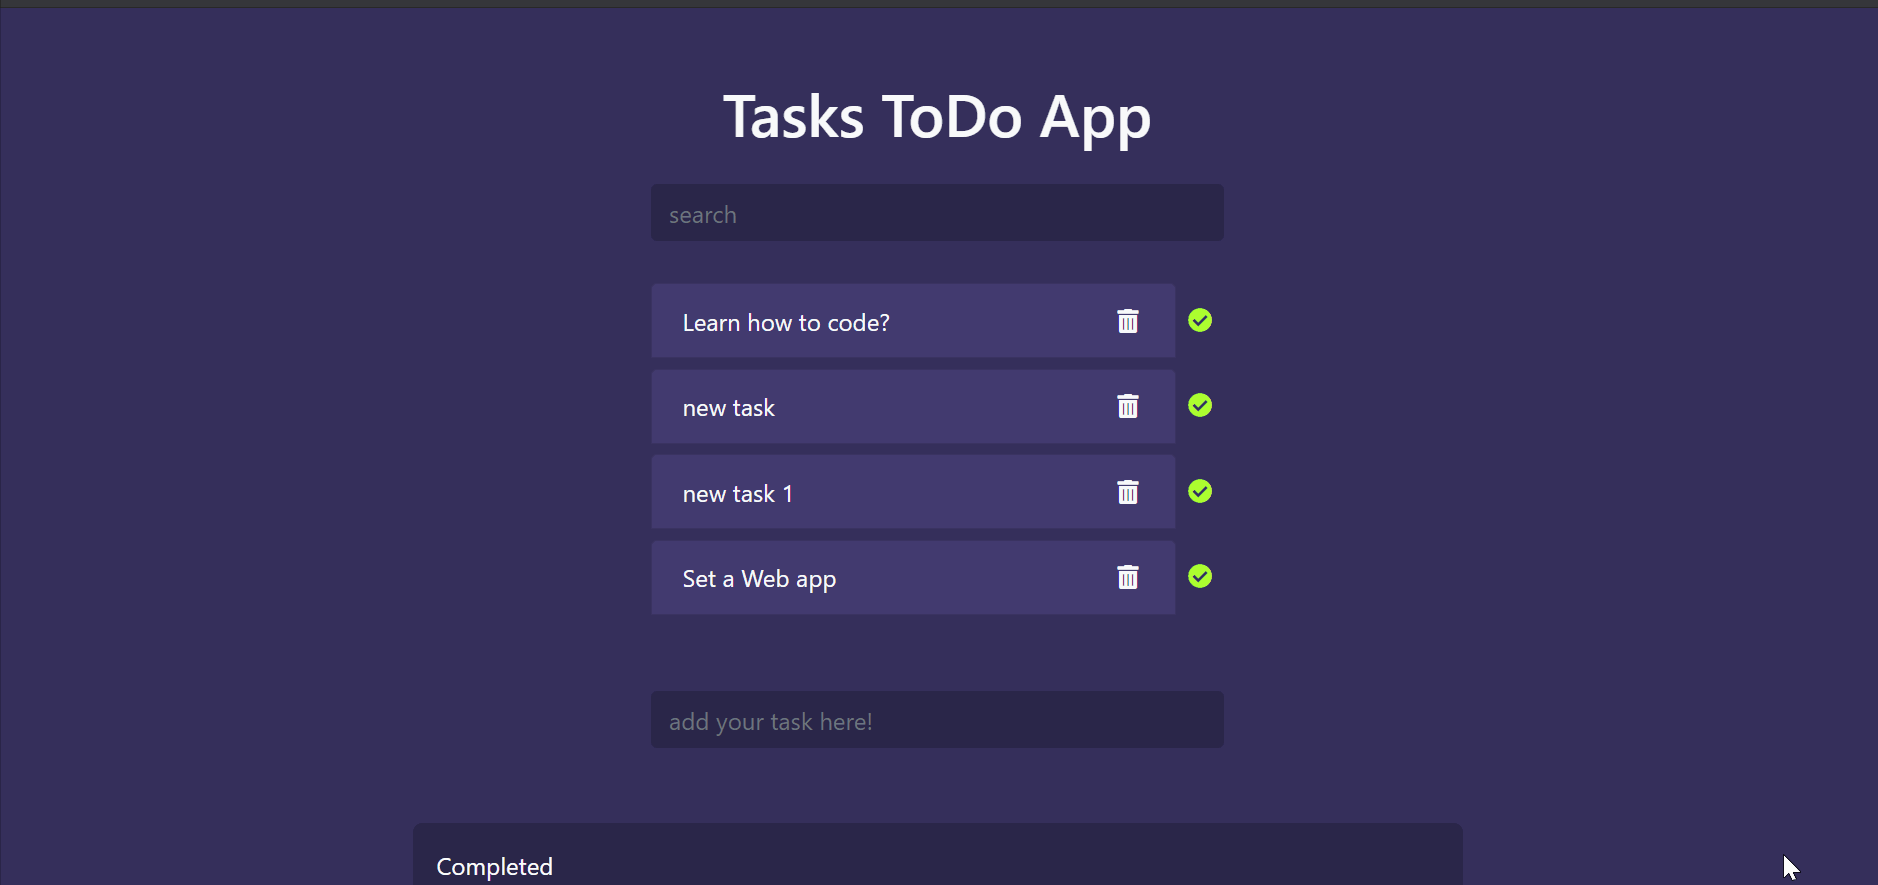 Tasks ToDo App
search
Learn how to code?
new task
new task 1
Set a Web app
add your task here!
Completed